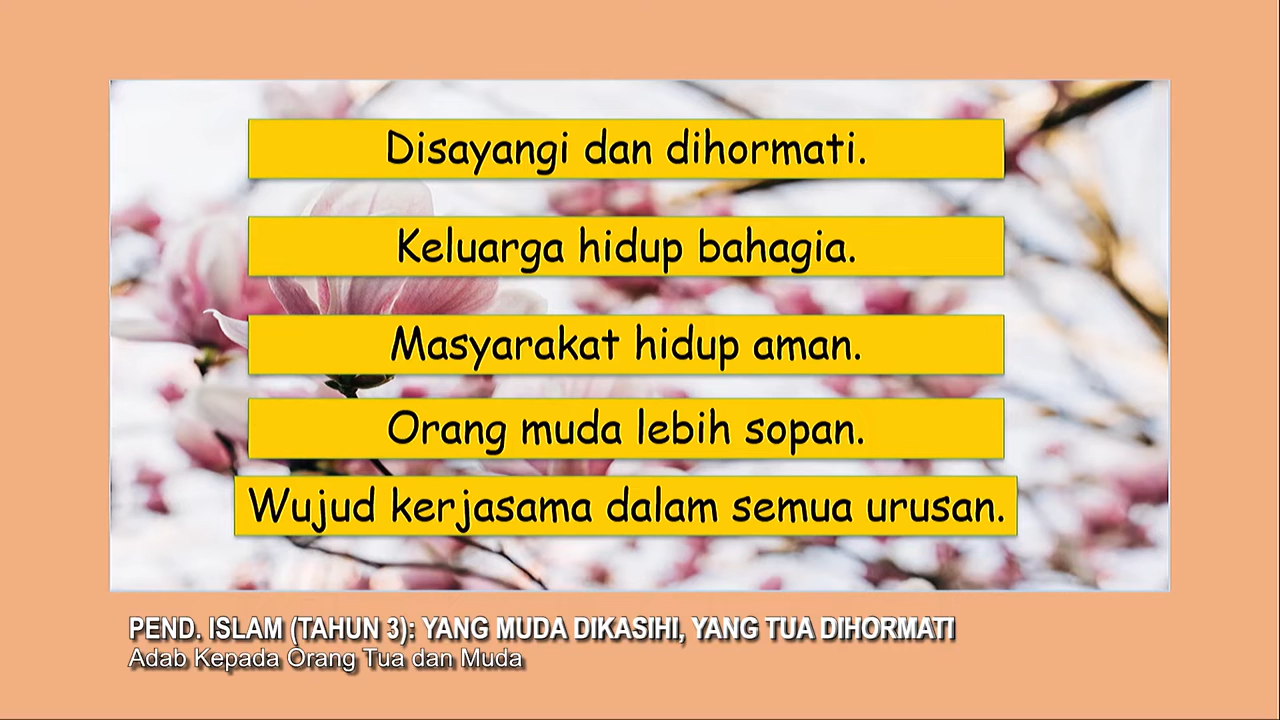 Disayangi dan dihormati.
Keluarga hidup bahagia.
Masyarakat hidup aman.
Orang muda lebih sopan.
Wujud kerjasama dalam semua urusan.
PEND. ISLAM (TAHUN 3): YANG MUDA DIKASIHI, YANG TUA DIHORMATI
Adab Kepada Orang Tua dan Muda